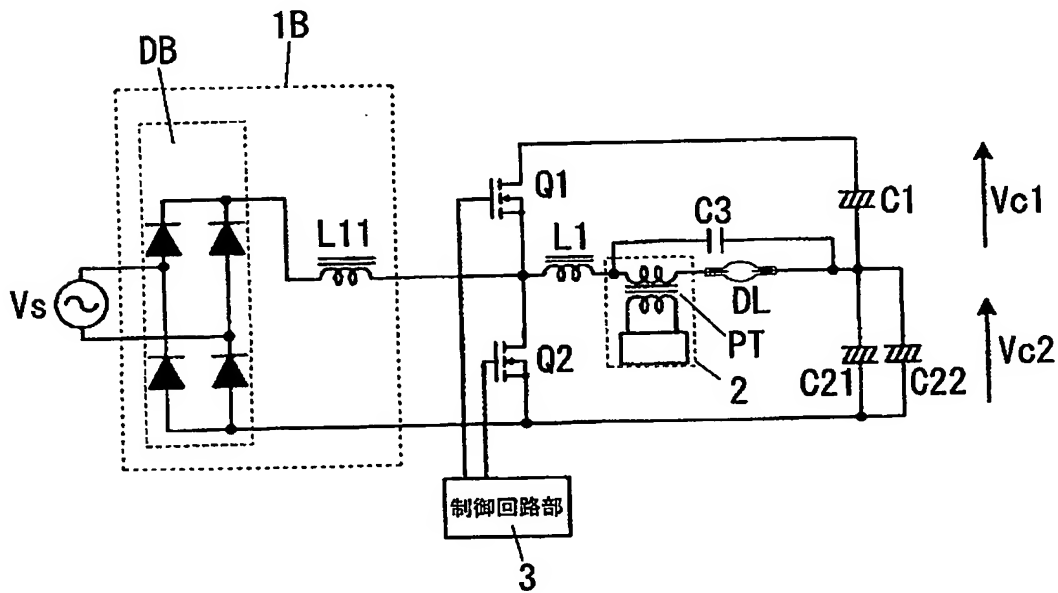 1B
DB
Q1
C1
Vc1
C3
L11
L1
Vs
DL
PT
Q2
2
C21
C22
Vc2
制御回路部
3